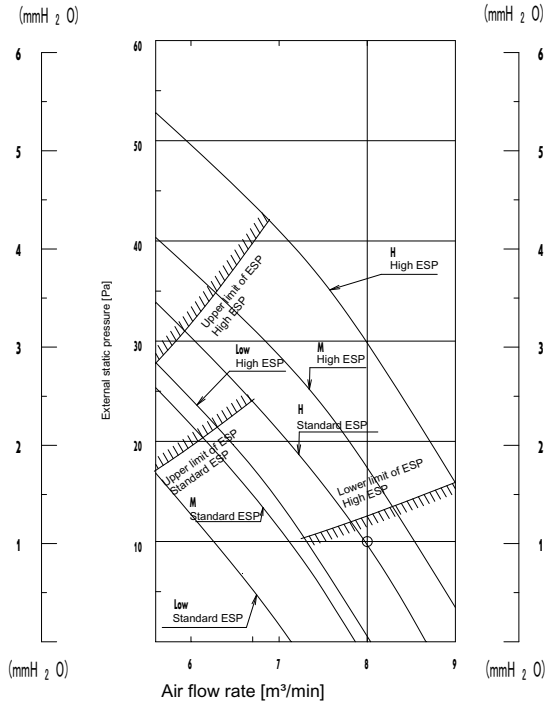 (mmH 2 O)
(mmH 2 O)
6
5
4
3
2
1
60
50
40
30
20
10
External static pressure [Pa]
6
5
4
3
2
1
H
High ESP
Upper limit of ESP
High ESP
Low
High ESP
M
High ESP
H
Standard ESP
Upper limit of ESP
Standard ESP
Lower limit of ESP
High ESP
M
Standard ESP
Low
Standard ESP
6
7
8
9
(mmH 2 O)
(mmH 2 O)
Air flow rate [m³/min]